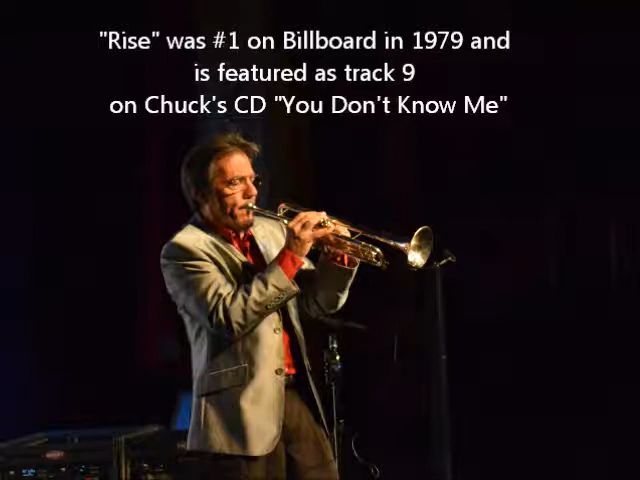 "Rise" was #1 on Billboard in 1979 and
is featured as track 9
on Chuck's CD "You Don't Know Me"